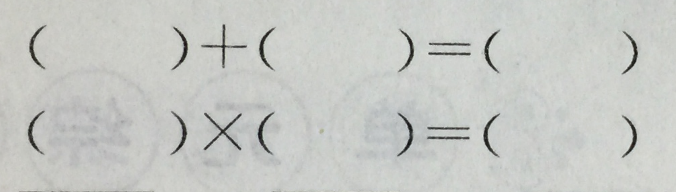 (    )+(    )=(    )
(    )×(    )=(    )